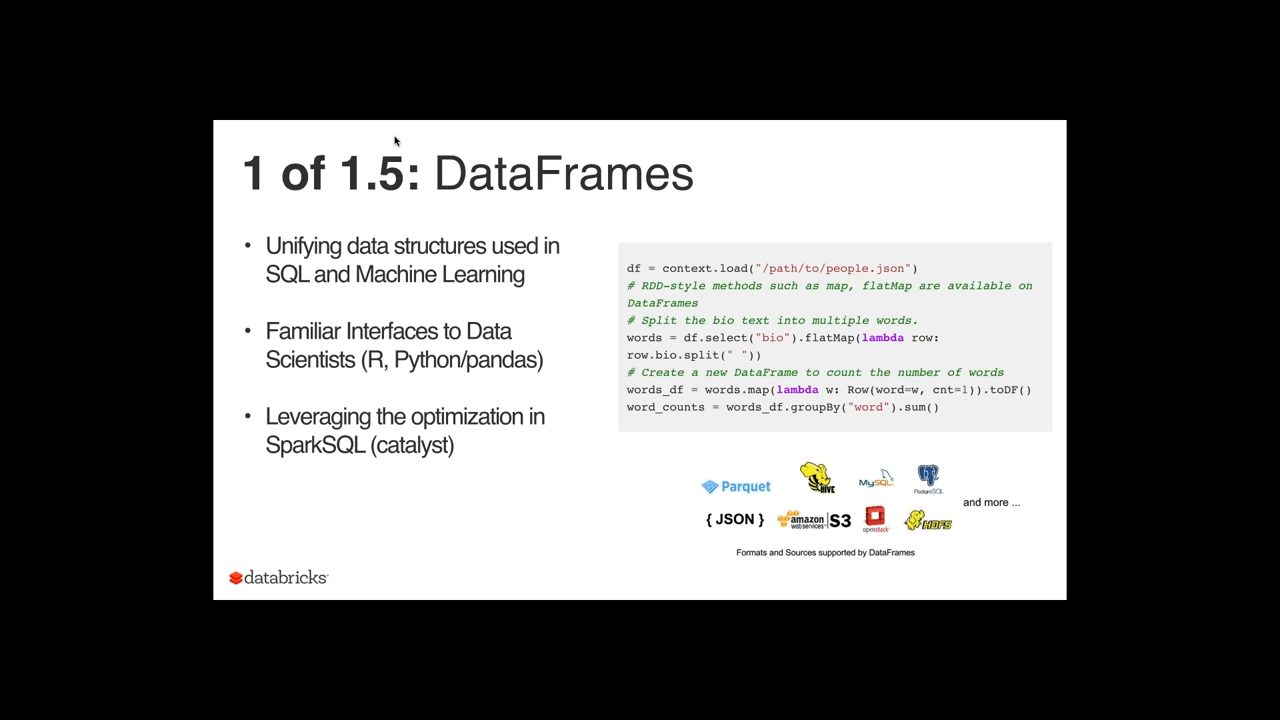 1 of 1.5: DataFrames
• Unifying data structures used in
SQL and Machine Learning
• Familiar Interfaces to Data
Scientists (R, Python/pandas)
• Leveraging the optimization in
SparkSQL (catalyst)
df = context.load("/path/to/people.json")
# RDD-style methods such as map, flatMap are available on
DataFrames
# Split the bio text into multiple words.
words = df.select("bio").flatMap(lambda row:
row.bio.split(" "))
# Create a new DataFrame to count the number of words
words_df = words.map(lambda w: Row(word=w, cnt=1)).toDF()
word_counts = words_df.groupBy("word").sum()
Parquet HIVE MySQL PostgreSQL
and more ...
{ JSON } amazon web services S3 openstack HDFS
Formats and Sources supported by DataFrames
databricks